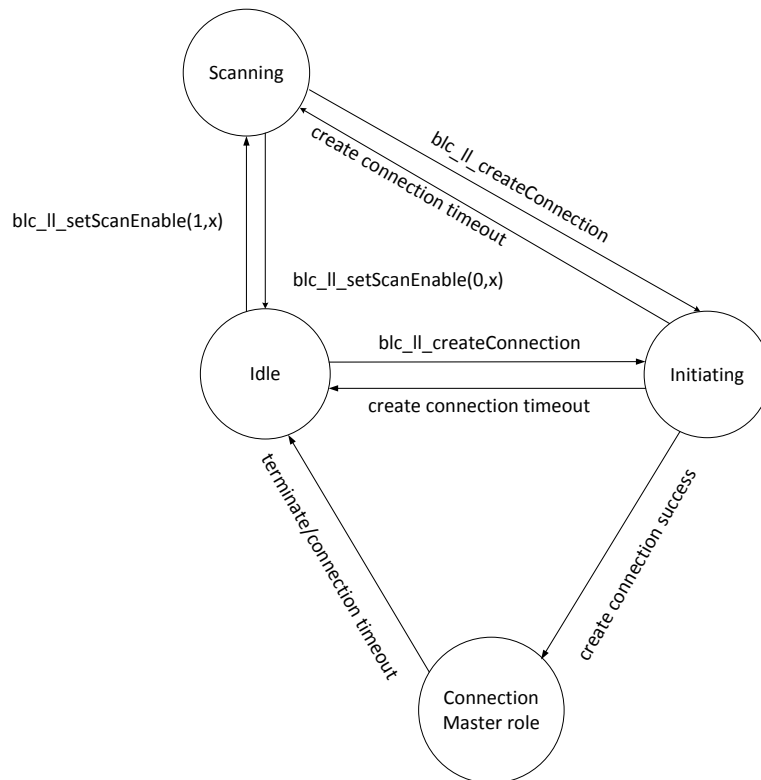 Scanning
blc_ll_createConnection
create connection timeout
blc_ll_setScanEnable(1,x)
blc_ll_setScanEnable(0,x)
blc_ll_createConnection
Idle
Initiating
create connection timeout
terminate/connection timeout
create connection success
Connection
Master role